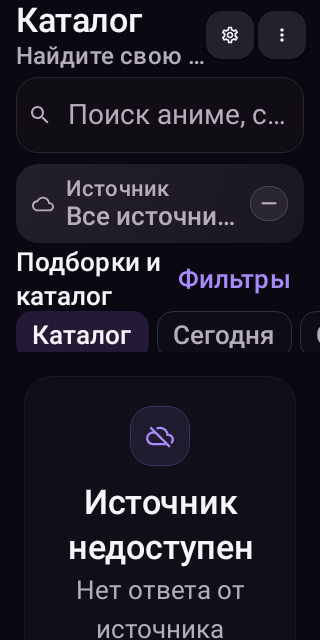 Каталог
Найдите свою ...
Поиск аниме, с...
Источник
Все источни...
Подборки и
каталог
Фильтры
Каталог
Сегодня
Источник
недоступен
Нет ответа от
источника